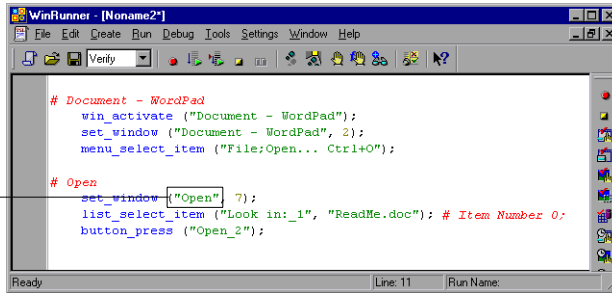 WinRunner - [Noname2*]
File Edit Create Run Debug Tools Settings Window Help
Verify
# Document - WordPad
win_activate ("Document - WordPad");
set_window ("Document - WordPad", 2);
menu_select_item ("File;Open... Ctrl+O");
# Open
set_window ("Open", 7);
list_select_item ("Look in:_1", "ReadMe.doc"); # Item Number 0;
button_press ("Open_2");
Ready Line: 11 Run Name: